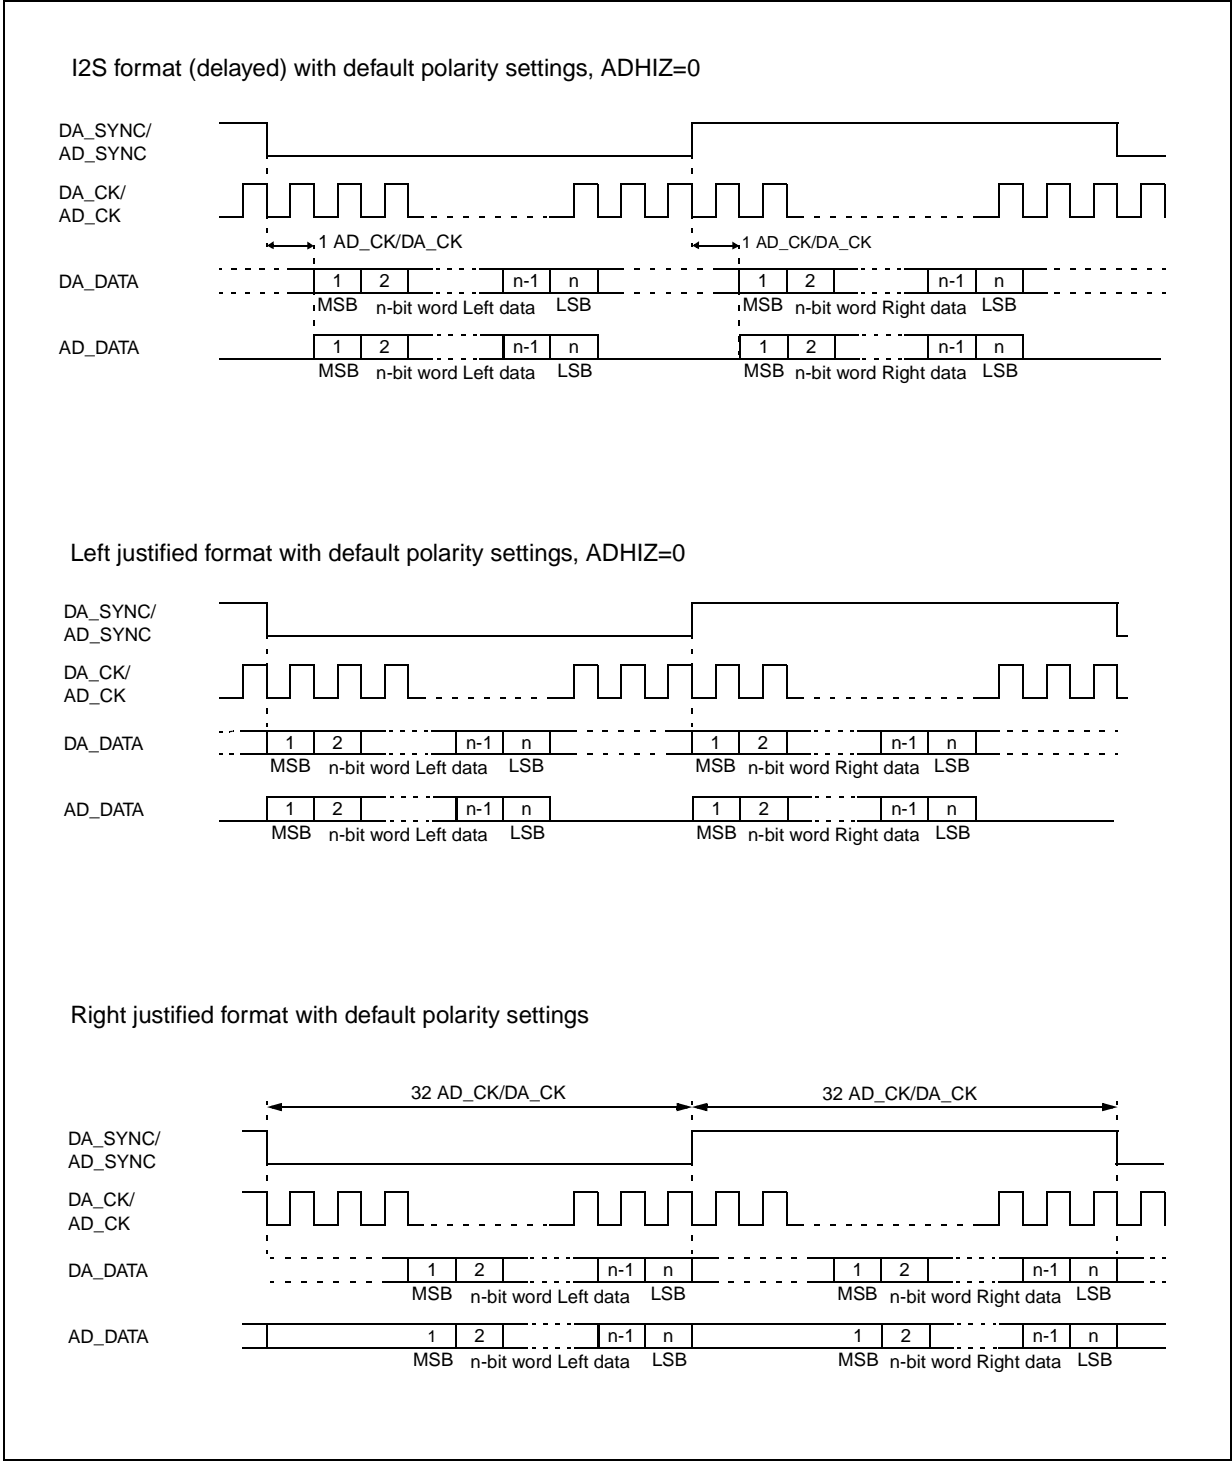 I2S format (delayed) with default polarity settings, ADHIZ=0
DA_SYNC/
AD_SYNC
DA_CK/
AD_CK
1 AD_CK/DA_CK 1 AD_CK/DA_CK
DA_DATA 1 2 n-1 n 1 2 n-1 n
MSB n-bit word Left data LSB MSB n-bit word Right data LSB
AD_DATA 1 2 n-1 n 1 2 n-1 n
MSB n-bit word Left data LSB MSB n-bit word Right data LSB
Left justified format with default polarity settings, ADHIZ=0
DA_SYNC/
AD_SYNC
DA_CK/
AD_CK
DA_DATA 1 2 n-1 n 1 2 n-1 n
MSB n-bit word Left data LSB MSB n-bit word Right data LSB
AD_DATA 1 2 n-1 n 1 2 n-1 n
MSB n-bit word Left data LSB MSB n-bit word Right data LSB
Right justified format with default polarity settings
32 AD_CK/DA_CK 32 AD_CK/DA_CK
DA_SYNC/
AD_SYNC
DA_CK/
AD_CK
DA_DATA 1 2 n-1 n 1 2 n-1 n
MSB n-bit word Left data LSB MSB n-bit word Right data LSB
AD_DATA 1 2 n-1 n 1 2 n-1 n
MSB n-bit word Left data LSB MSB n-bit word Right data LSB